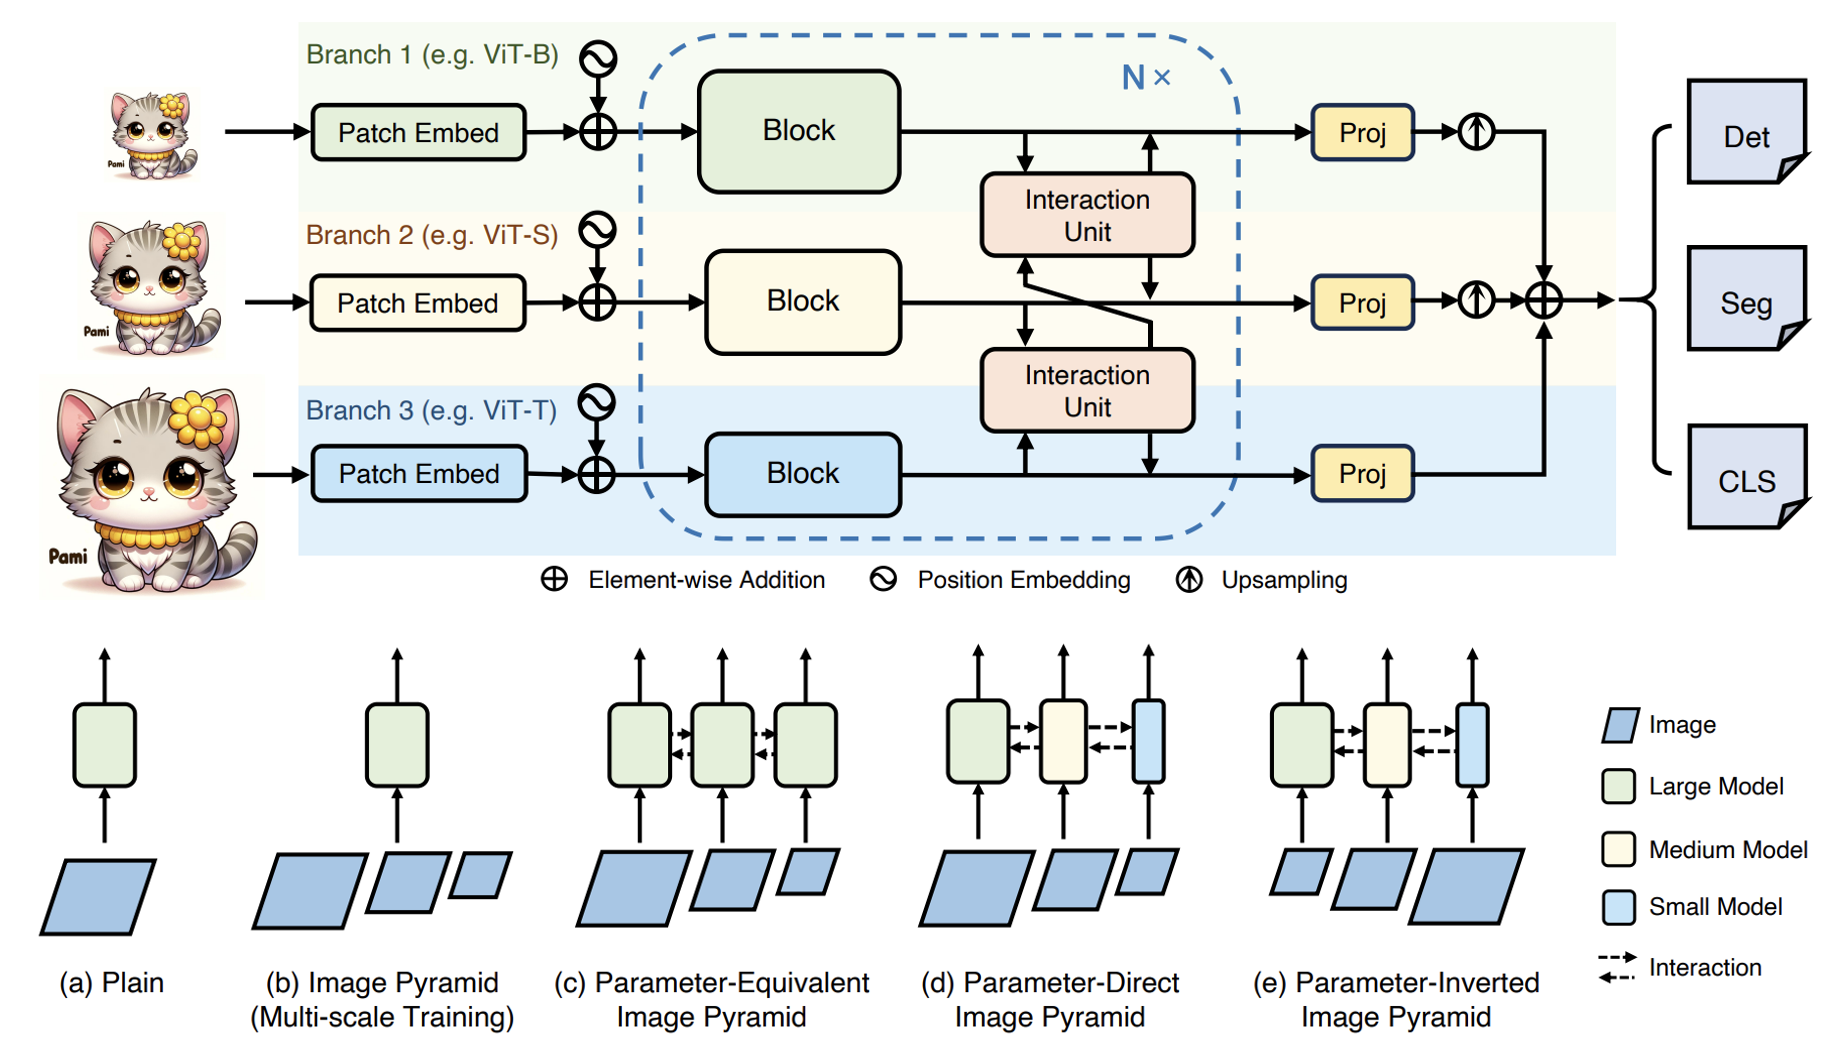 Branch 1 (e.g. ViT-B)
N ×
Patch Embed
Block
Proj
Det
Pami
Interaction
Unit
Branch 2 (e.g. ViT-S)
Patch Embed
Block
Proj
Seg
Pami
Interaction
Unit
Branch 3 (e.g. ViT-T)
Patch Embed
Block
Proj
CLS
Pami
Element-wise Addition
Position Embedding
Upsampling
Image
Large Model
Medium Model
Small Model
Interaction
(a) Plain
(b) Image Pyramid
(Multi-scale Training)
(c) Parameter-Equivalent
Image Pyramid
(d) Parameter-Direct
Image Pyramid
(e) Parameter-Inverted
Image Pyramid